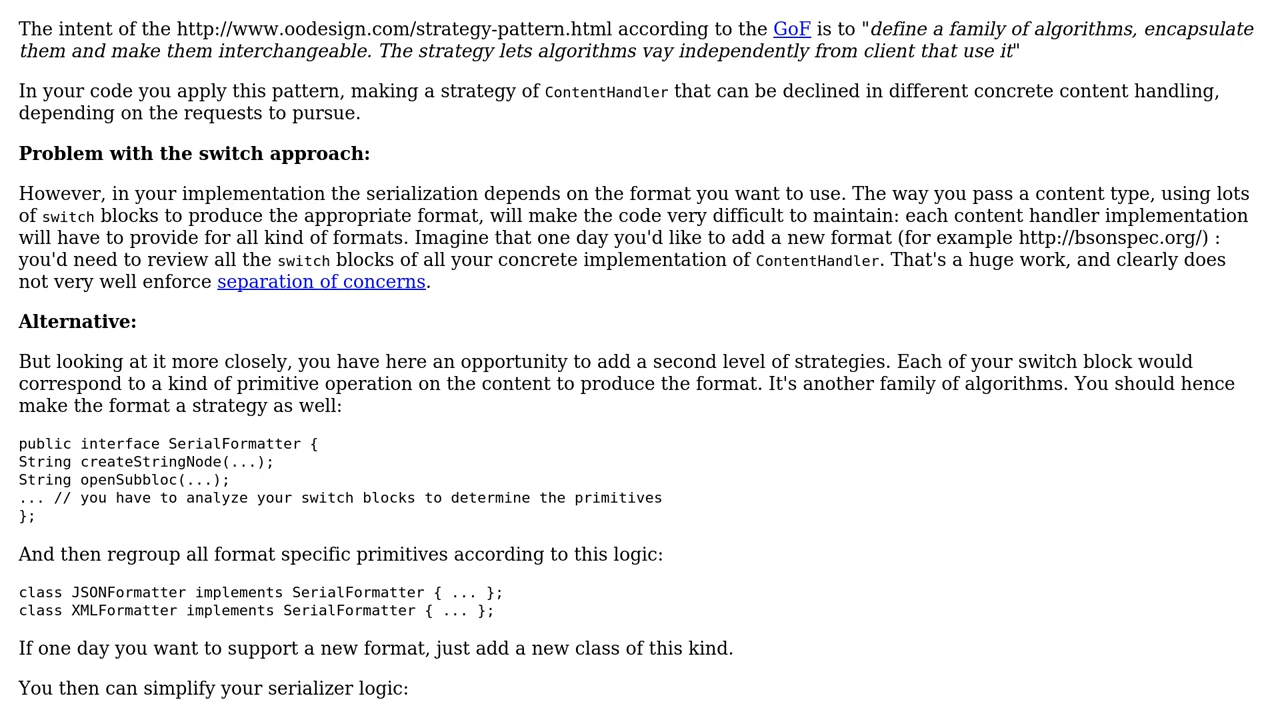 The intent of the http://www.oodesign.com/strategy-pattern.html according to the GoF is to "define a family of algorithms, encapsulate
them and make them interchangeable. The strategy lets algorithms vay independently from client that use it"
In your code you apply this pattern, making a strategy of ContentHandler that can be declined in different concrete content handling,
depending on the requests to pursue.
Problem with the switch approach:
However, in your implementation the serialization depends on the format you want to use. The way you pass a content type, using lots
of switch blocks to produce the appropriate format, will make the code very difficult to maintain: each content handler implementation
will have to provide for all kind of formats. Imagine that one day you'd like to add a new format (for example http://bsonspec.org/) :
you'd need to review all the switch blocks of all your concrete implementation of ContentHandler. That's a huge work, and clearly does
not very well enforce separation of concerns.
Alternative:
But looking at it more closely, you have here an opportunity to add a second level of strategies. Each of your switch block would
correspond to a kind of primitive operation on the content to produce the format. It's another family of algorithms. You should hence
make the format a strategy as well:
public interface SerialFormatter {
String createStringNode(...);
String openSubbloc(...);
... // you have to analyze your switch blocks to determine the primitives
};
And then regroup all format specific primitives according to this logic:
class JSONFormatter implements SerialFormatter { ... };
class XMLFormatter implements SerialFormatter { ... };
If one day you want to support a new format, just add a new class of this kind.
You then can simplify your serializer logic: